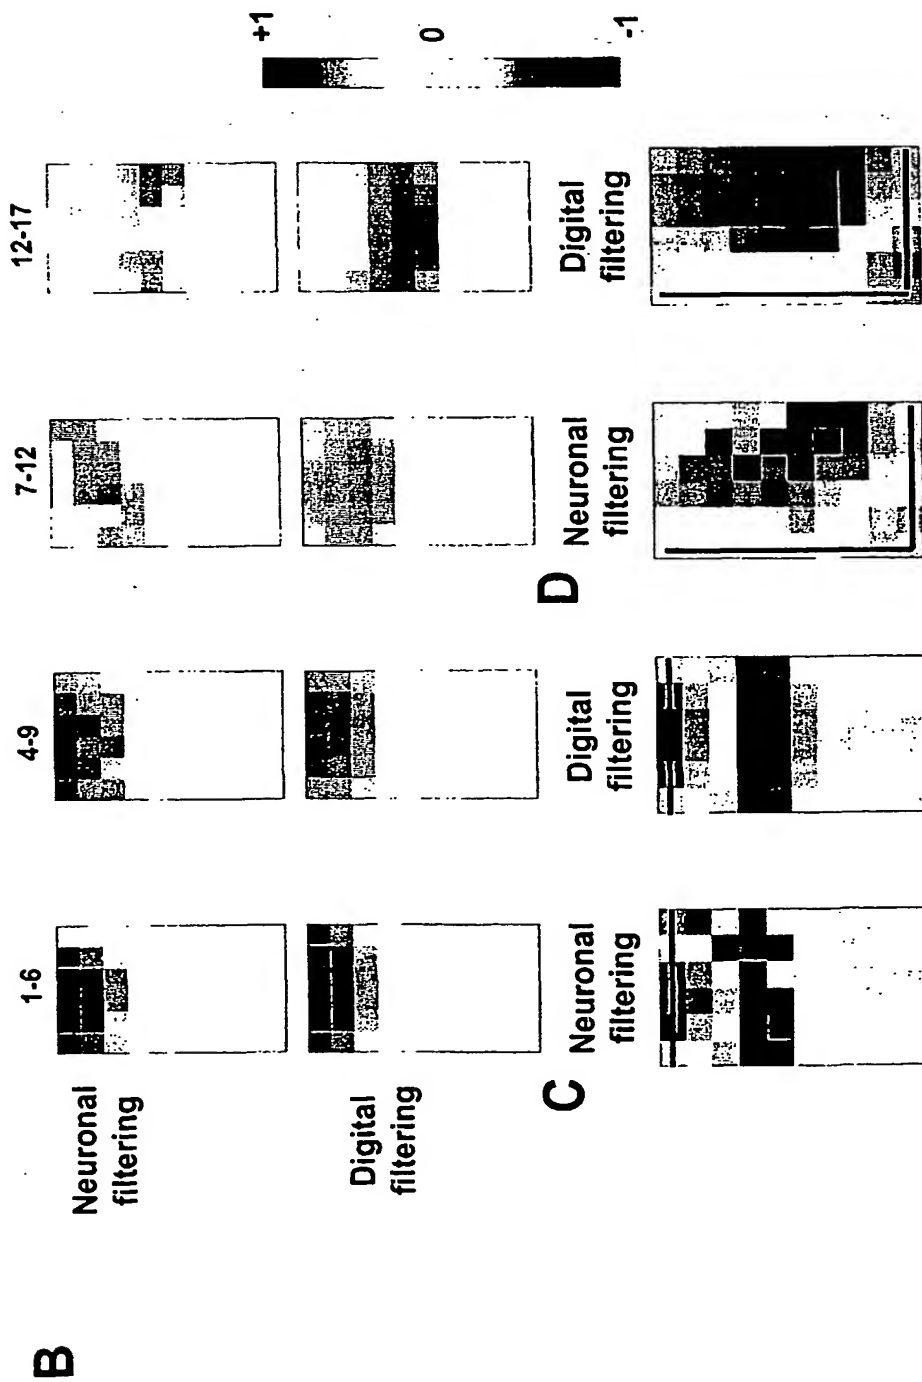 B
1-6
4-9
7-12
12-17
Neuronal
filtering
Digital
filtering
+1
0
-1
C
Neuronal
filtering
Digital
filtering
D
Neuronal
filtering
Digital
filtering